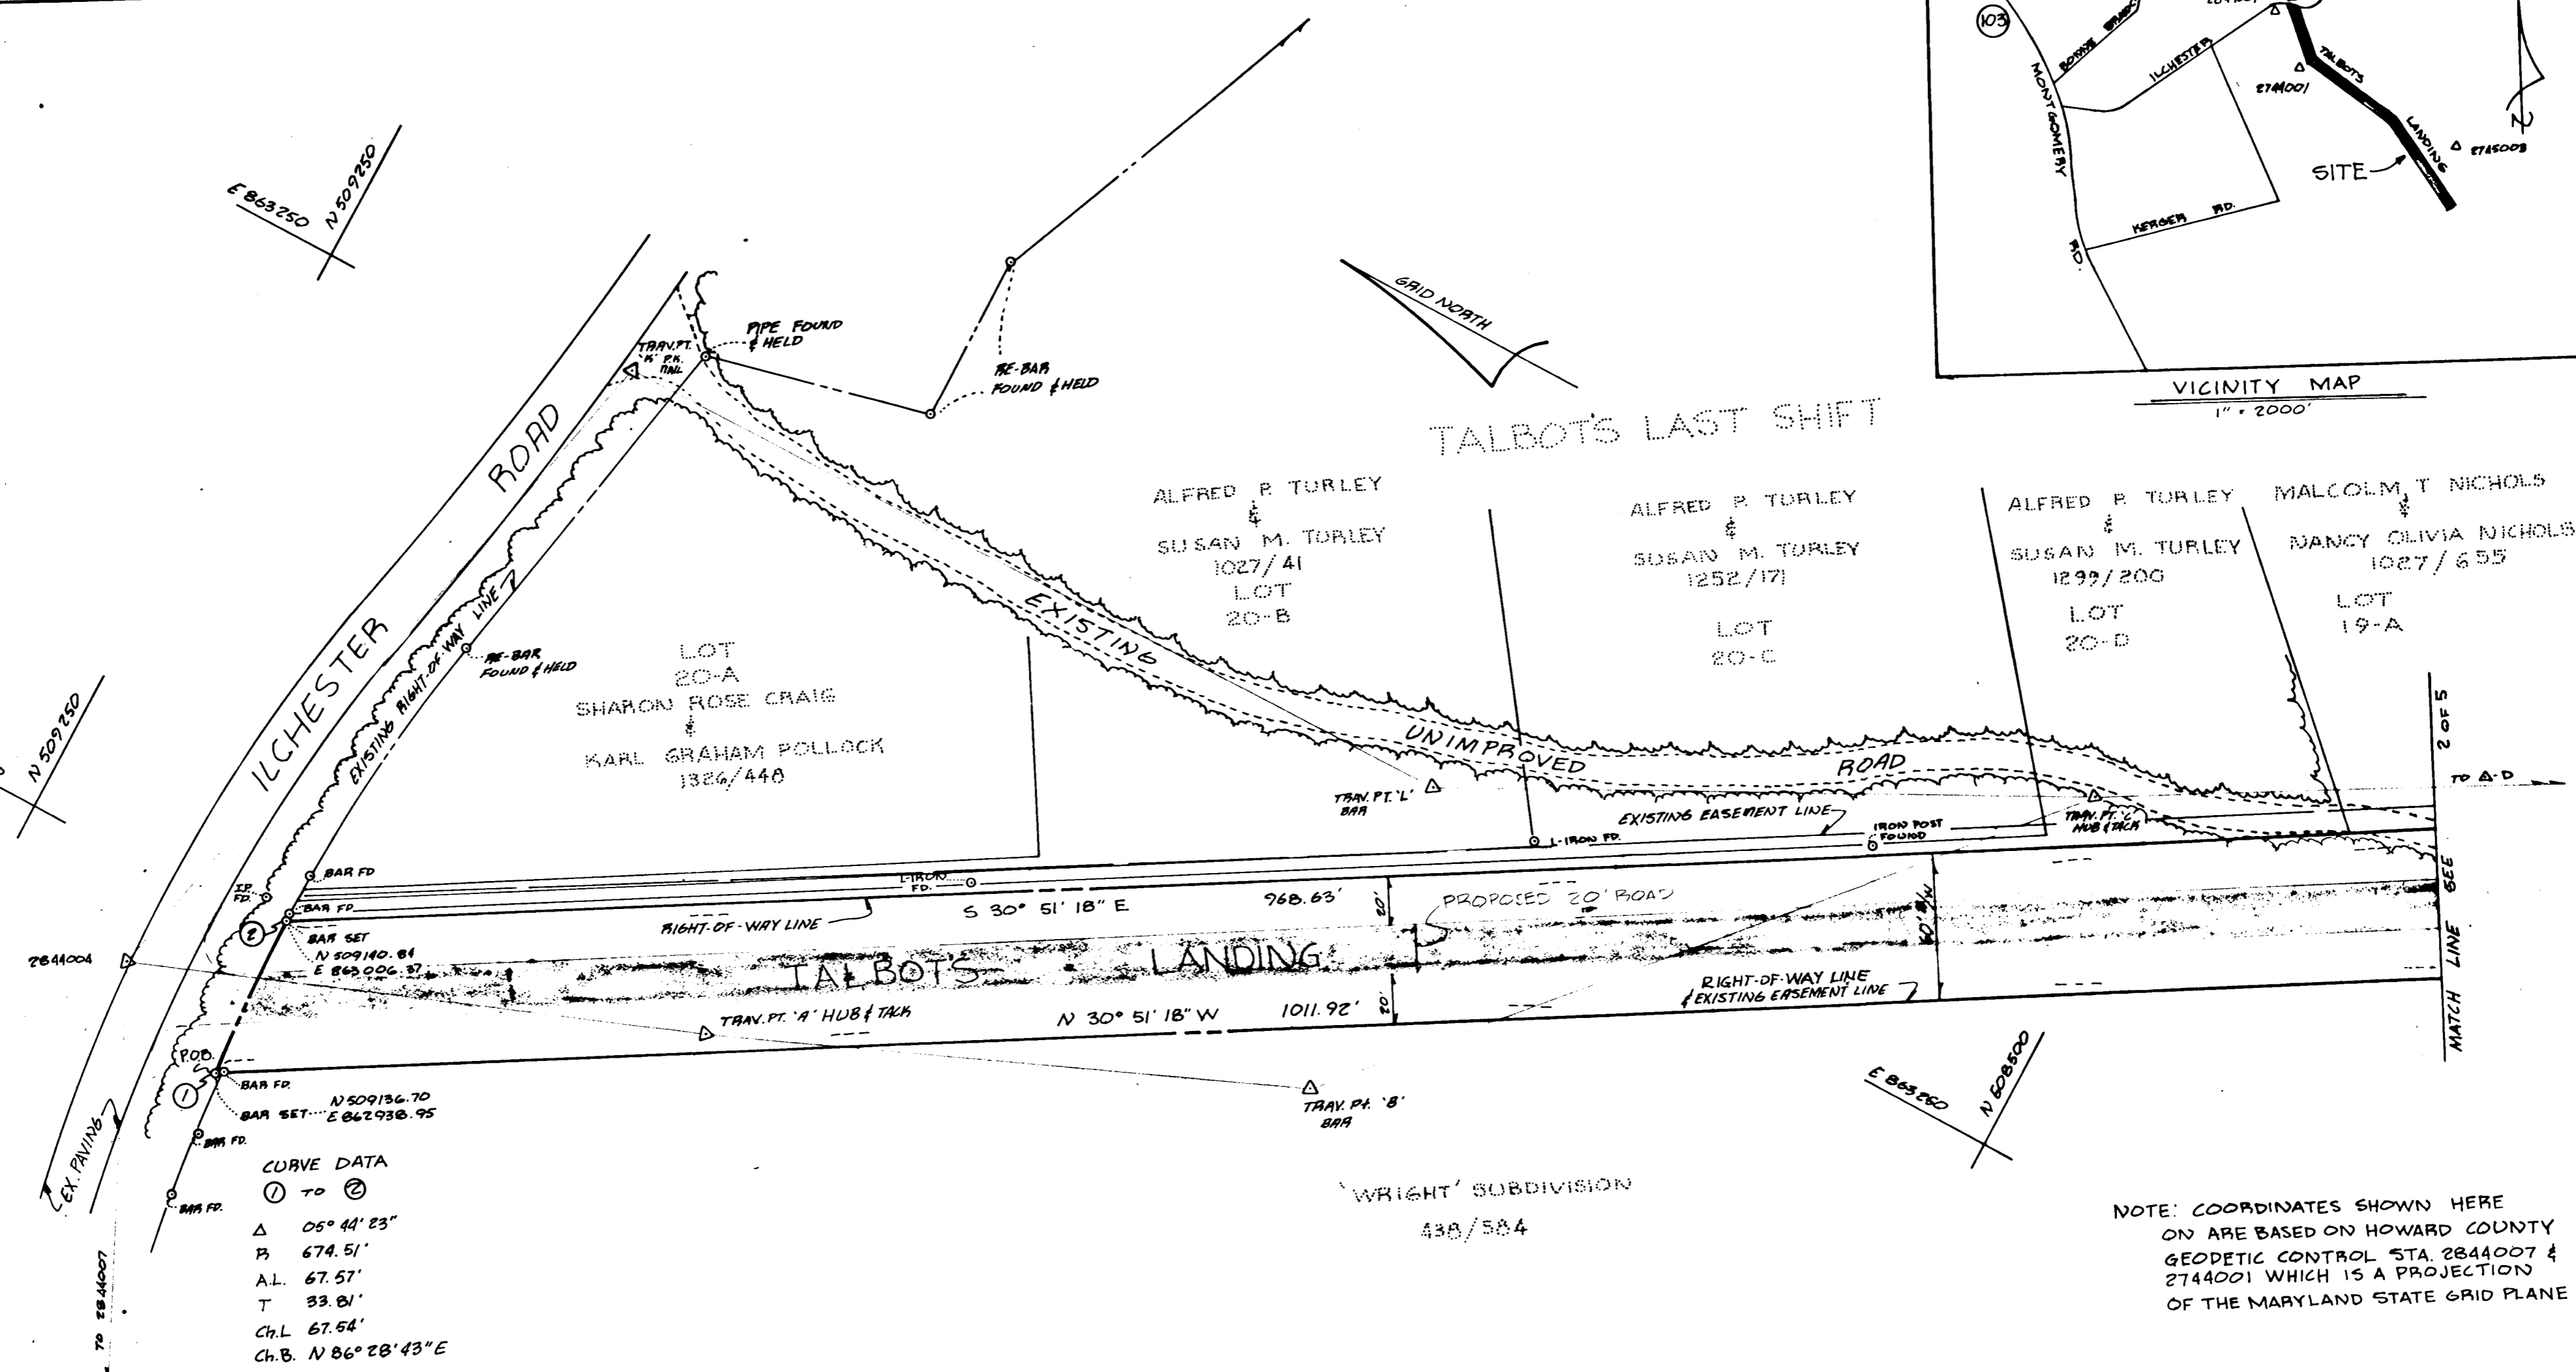 103
MONTGOMERY
RD.
ILCHESTER
KERGER RD.
TALBOTS
LANDING
2744001
2745003
SITE
VICINITY MAP
1" = 2000'
E 863250
N 509250
GRID NORTH
TRAV. PT.
'K' P.K.
NAIL
PIPE FOUND
& HELD
RE-BAR
FOUND & HELD
TALBOT'S LAST SHIFT
ILCHESTER ROAD
EXISTING RIGHT-OF-WAY LINE
RE-BAR
FOUND & HELD
N 509250
LOT
20-A
SHARON ROSE CRAIG
&
KARL GRAHAM POLLOCK
1326/448
ALFRED P. TURLEY
&
SUSAN M. TURLEY
1027/41
LOT
20-B
ALFRED P. TURLEY
&
SUSAN M. TURLEY
1252/171
LOT
20-C
ALFRED P. TURLEY
&
SUSAN M. TURLEY
1299/200
LOT
20-D
MALCOLM T NICHOLS
&
NANCY OLIVIA NICHOLS
1027/655
LOT
19-A
EXISTING UNIMPROVED ROAD
TRAV. PT. 'L'
BAR
EXISTING EASEMENT LINE
L-IRON FD.
IRON POST
FOUND
TRAV. PT. 'C'
HUB & TACK
TO Δ-D
MATCH LINE SEE 2 OF 5
BAR FD
I.P.
FD.
BAR FD.
L-IRON
FD.
2
BAR SET
N 509140.84
E 863006.37
RIGHT-OF-WAY LINE
S 30° 51' 18" E 968.63'
20'
PROPOSED 20' ROAD
60' R/W
2844004
TALBOT'S LANDING
TRAV. PT. 'A' HUB & TACK
N 30° 51' 18" W 1011.92'
20'
RIGHT-OF-WAY LINE
& EXISTING EASEMENT LINE
P.O.B.
1
BAR FD.
N 509136.70
BAR SET E 862938.95
BAR FD.
BAR FD.
EX. PAVING
TO 2844007
TRAV. Pt. 'B'
BAR
E 863250
N 508500
CURVE DATA
1 TO 2
Δ 05° 44' 23"
R 674.51'
A.L. 67.57'
T 33.81'
Ch.L 67.54'
Ch.B. N 86° 28' 43" E
'WRIGHT' SUBDIVISION
438/584
NOTE: COORDINATES SHOWN HERE
ON ARE BASED ON HOWARD COUNTY
GEODETIC CONTROL STA. 2844007 &
2744001 WHICH IS A PROJECTION
OF THE MARYLAND STATE GRID PLANE